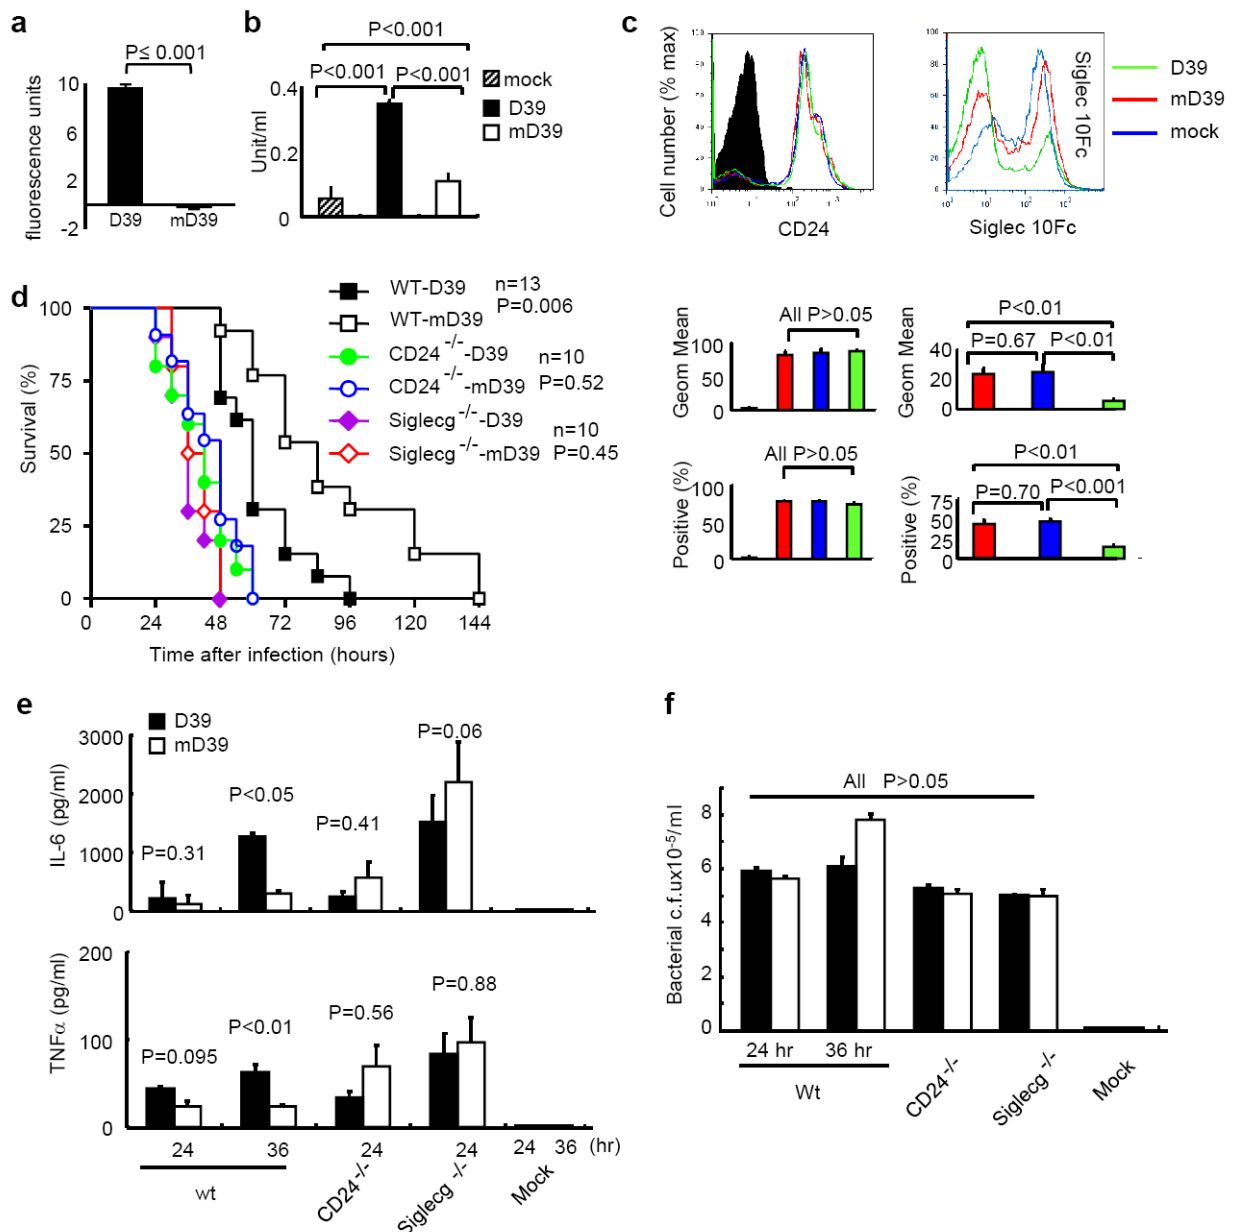 a
P≤ 0.001
fluorescence units
10
6
2
-2
D39
mD39
b
P<0.001
P<0.001
P<0.001
mock
D39
mD39
Unit/ml
0.4
0.2
0
c
Cell number (% max)
CD24
Siglec 10Fc
Siglec 10Fc
D39
mD39
mock
All P>0.05
Geom Mean
100
50
0
P<0.01
P=0.67
P<0.01
Geom Mean
40
20
0
All P>0.05
Positive (%)
100
50
0
P<0.01
P=0.70
P<0.001
Positive (%)
75
50
25
0
d
WT-D39 n=13
P=0.006
WT-mD39
CD24 -/- -D39 n=10
CD24 -/- -mD39 P=0.52
Siglecg-/--D39
n=10
Siglecg-/--mD39 P=0.45
Survival (%)
100
75
50
25
0
0 24 48 72 96 120 144
Time after infection (hours)
e
D39
mD39
IL-6 (pg/ml)
3000
2000
1000
0
P=0.31
P<0.05
P=0.41
P=0.06
TNFα (pg/ml)
200
100
0
P=0.095
P<0.01
P=0.56
P=0.88
24 36 24 24 24 36 (hr)
wt
CD24-/-
Siglecg -/-
Mock
f
All P>0.05
Bacterial c.f.ux10-5/ml
8
6
4
2
0
24 hr 36 hr
Wt
CD24-/-
Siglecg -/-
Mock